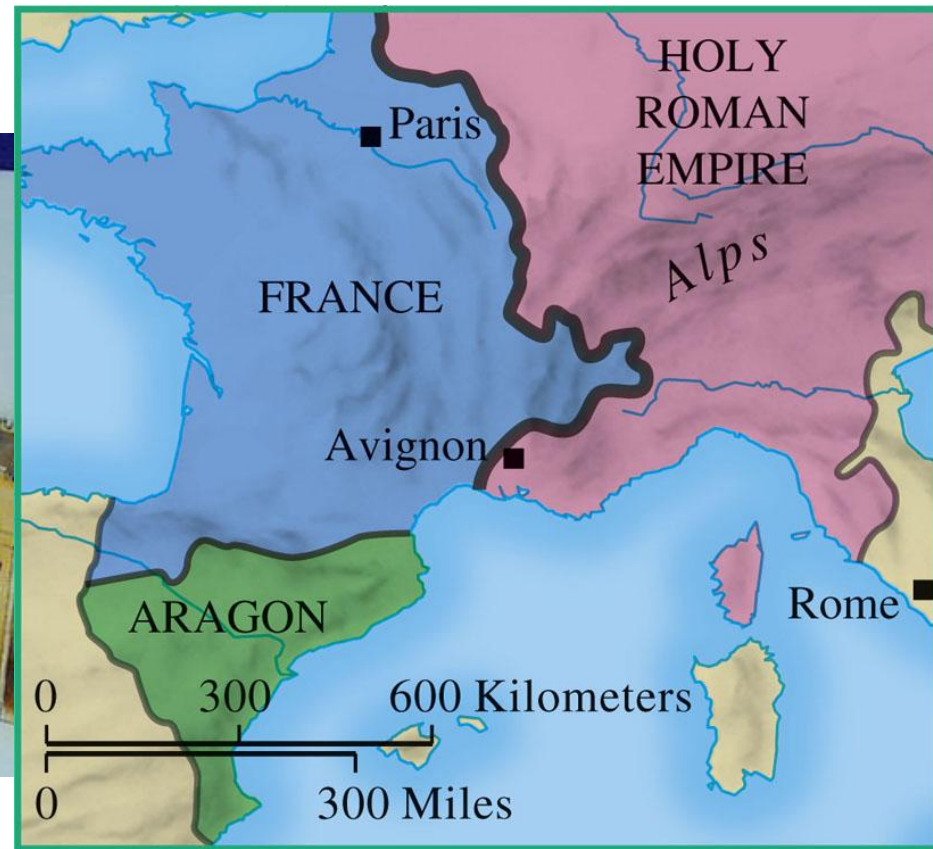 HOLY
ROMAN
EMPIRE
Paris
Alps
FRANCE
Avignon
ARAGON
Rome
0 300 600 Kilometers
0 300 Miles